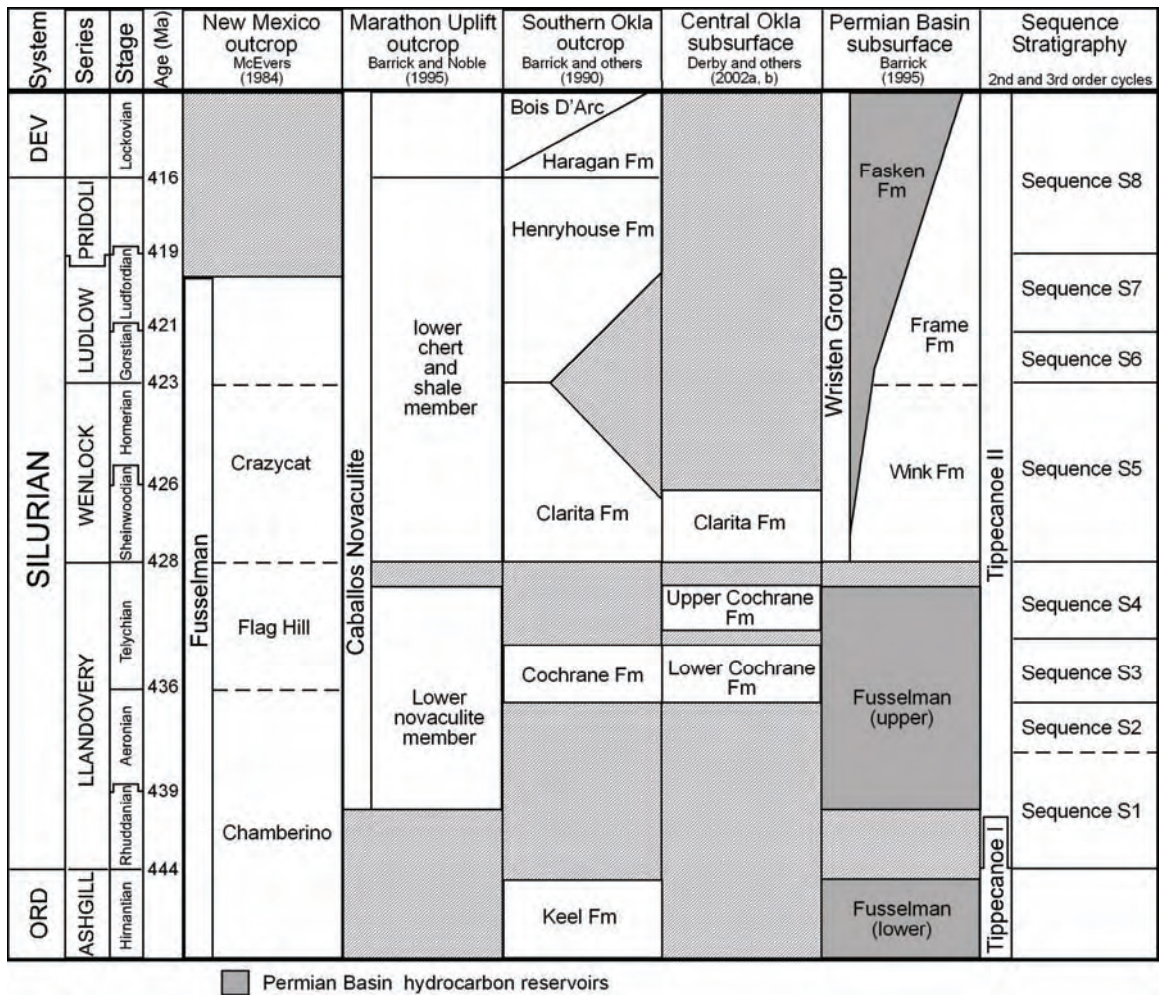 System
Series
Stage
Age (Ma)
New Mexico
outcrop
McEvers
(1984)
Marathon Uplift
outcrop
Barrick and Noble
(1995)
Southern Okla
outcrop
Barrick and others
(1990)
Central Okla
subsurface
Derby and others
(2002a, b)
Permian Basin
subsurface
Barrick
(1995)
Sequence
Stratigraphy
2nd and 3rd order cycles
DEV
SILURIAN
ORD
PRIDOLI
LUDLOW
WENLOCK
LLANDOVERY
ASHGILL
Lockovian
Ludfordian
Gorstian
Homerian
Sheinwoodian
Telychian
Aeronian
Rhuddanian
Hirnantian
416
419
421
423
426
428
436
439
444
Fusselman
Crazycat
Flag Hill
Chamberino
Caballos Novaculite
lower
chert
and
shale
member
Lower
novaculite
member
Bois D'Arc
Haragan Fm
Henryhouse Fm
Clarita Fm
Cochrane Fm
Keel Fm
Clarita Fm
Upper Cochrane
Fm
Lower Cochrane
Fm
Wristen Group
Fasken
Fm
Frame
Fm
Wink Fm
Fusselman
(upper)
Fusselman
(lower)
Tippecanoe II
Tippecanoe I
Sequence S8
Sequence S7
Sequence S6
Sequence S5
Sequence S4
Sequence S3
Sequence S2
Sequence S1
Permian Basin hydrocarbon reservoirs